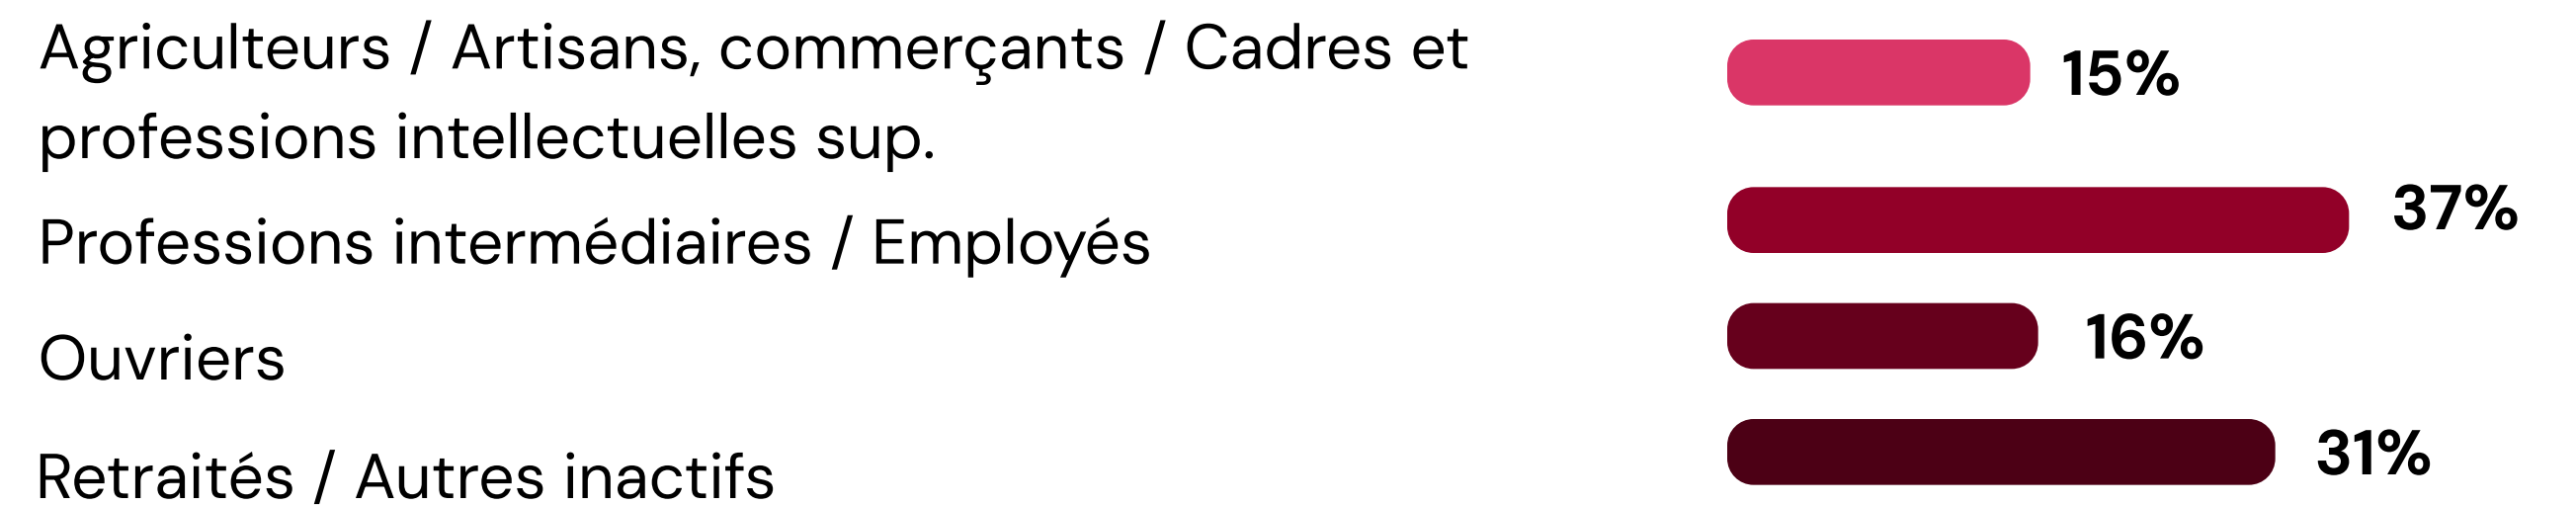 Agriculteurs / Artisans, commerçants / Cadres et
professions intellectuelles sup.
15%
Professions intermédiaires / Employés
37%
Ouvriers
16%
Retraités / Autres inactifs
31%